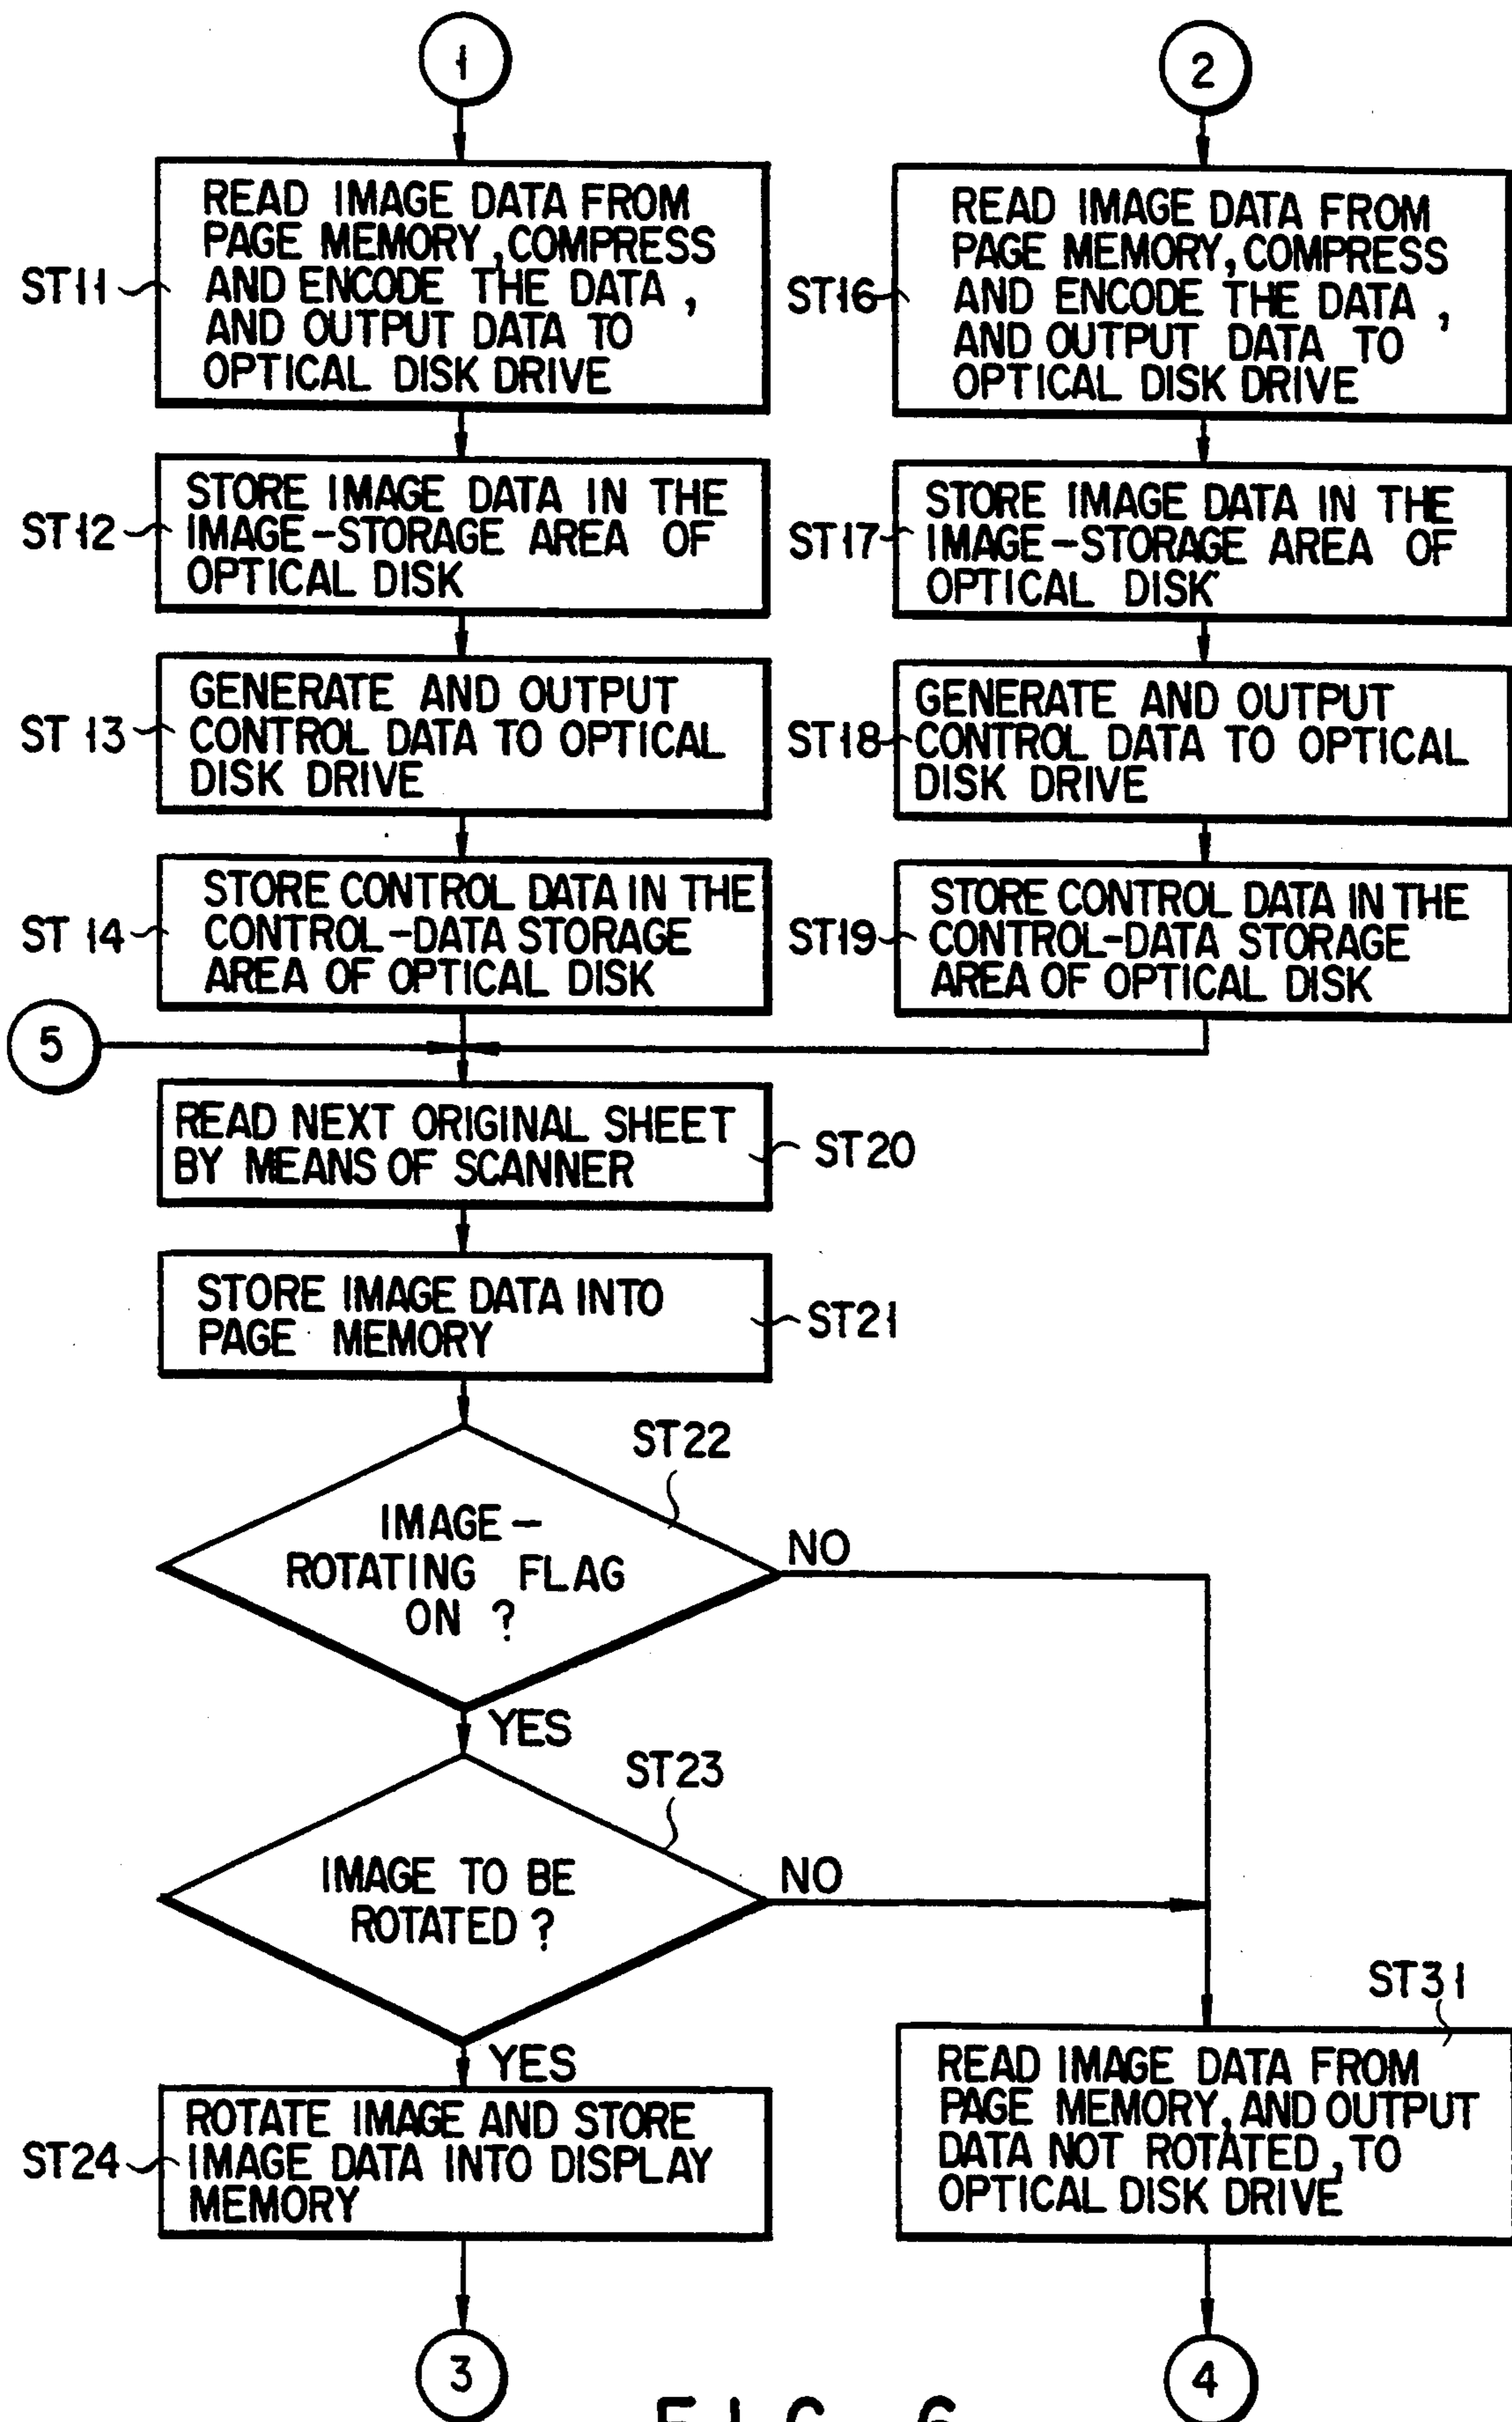 1
READ IMAGE DATA FROM
PAGE MEMORY, COMPRESS
AND ENCODE THE DATA,
AND OUTPUT DATA TO
OPTICAL DISK DRIVE
ST11
STORE IMAGE DATA IN THE
IMAGE-STORAGE AREA OF
OPTICAL DISK
ST12
GENERATE AND OUTPUT
CONTROL DATA TO OPTICAL
DISK DRIVE
ST 13
STORE CONTROL DATA IN THE
CONTROL-DATA STORAGE
AREA OF OPTICAL DISK
ST 14
2
READ IMAGE DATA FROM
PAGE MEMORY, COMPRESS
AND ENCODE THE DATA,
AND OUTPUT DATA TO
OPTICAL DISK DRIVE
ST16
STORE IMAGE DATA IN THE
IMAGE-STORAGE AREA OF
OPTICAL DISK
ST17
GENERATE AND OUTPUT
CONTROL DATA TO OPTICAL
DISK DRIVE
ST18
STORE CONTROL DATA IN THE
CONTROL-DATA STORAGE
AREA OF OPTICAL DISK
ST19
5
READ NEXT ORIGINAL SHEET
BY MEANS OF SCANNER
ST20
STORE IMAGE DATA INTO
PAGE MEMORY
ST21
ST22
IMAGE-
ROTATING FLAG
ON ?
NO
YES
ST23
IMAGE TO BE
ROTATED ?
NO
YES
ST24
ROTATE IMAGE AND STORE
IMAGE DATA INTO DISPLAY
MEMORY
ST31
READ IMAGE DATA FROM
PAGE MEMORY, AND OUTPUT
DATA NOT ROTATED, TO
OPTICAL DISK DRIVE
3
4
FIG. 6